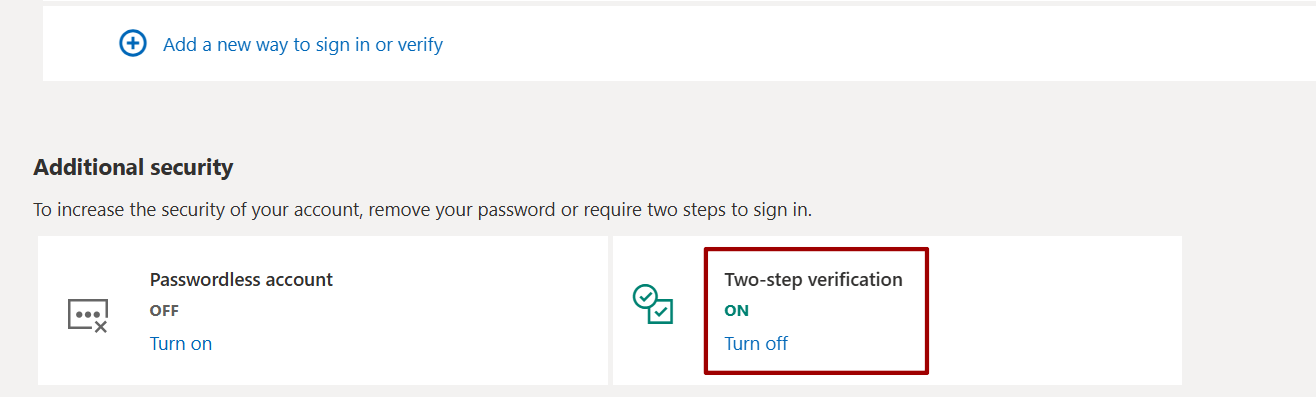 Add a new way to sign in or verify
Additional security
To increase the security of your account, remove your password or require two steps to sign in.
Passwordless account
OFF
Turn on
Two-step verification
ON
Turn off